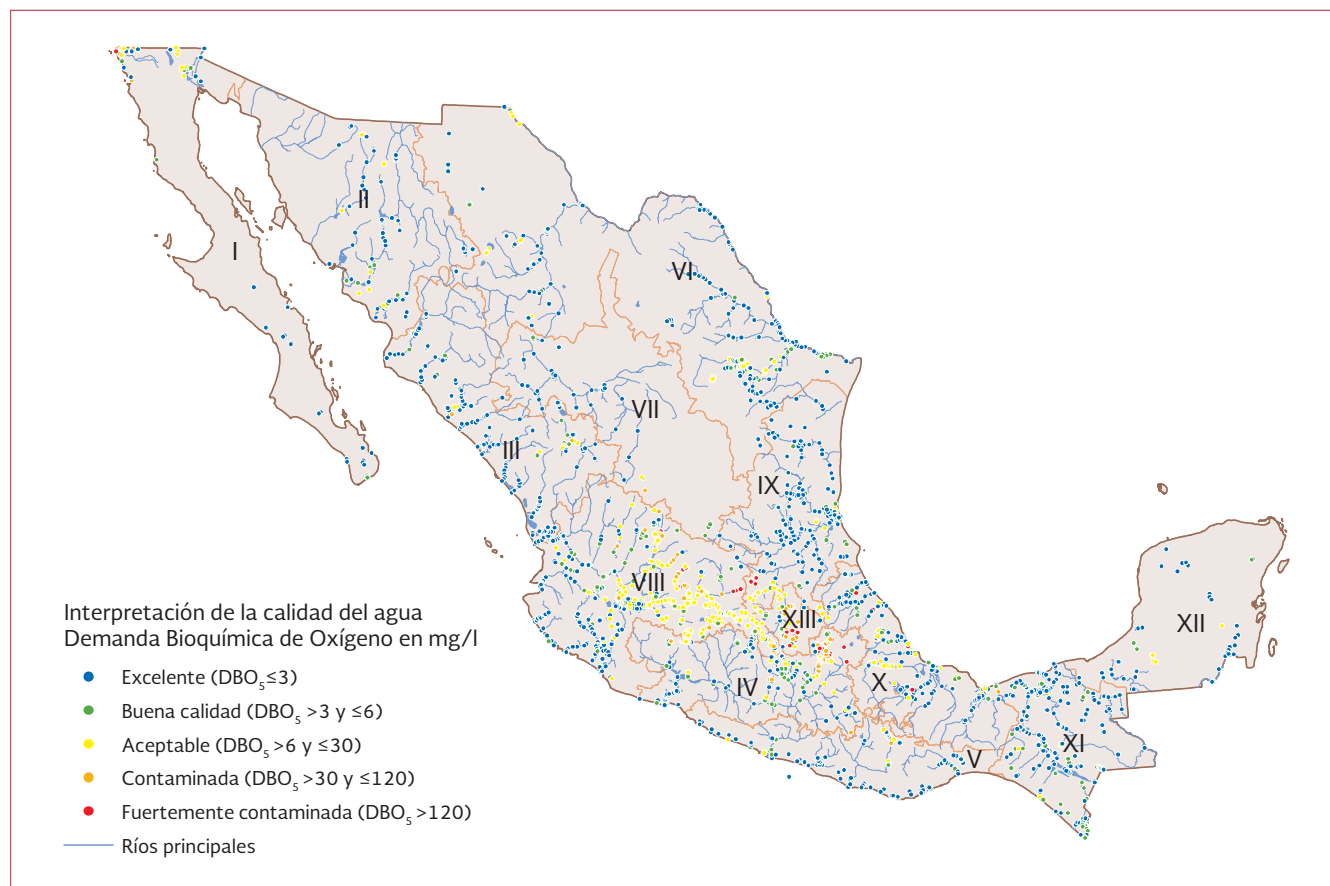 II
I
VI
VII
III
IX
VIII
XIII
XII
IV
X
XI
V
Interpretación de la calidad del agua
Demanda Bioquímica de Oxígeno en mg/l
Excelente (DBO₅≤3)
Buena calidad (DBO₅ >3 y ≤6)
Aceptable (DBO₅ >6 y ≤30)
Contaminada (DBO₅ >30 y ≤120)
Fuertemente contaminada (DBO₅ >120)
Ríos principales